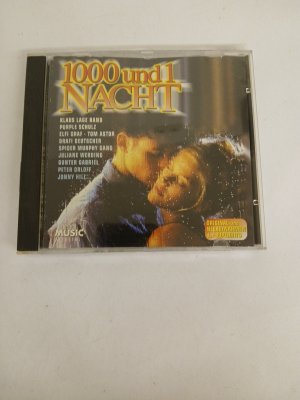 1000 und 1
NACHT
KLAUS LAGE BAND
PURPLE SCHULZ
ELFI GRAF · TOM ASTOR
DRAFI DEUTSCHER
SPIDER MURPHY GANG
JULIANE WERDING
GUNTER GABRIEL
PETER ORLOFF
JONNY HILL...
MUSIC
ORIGINAL